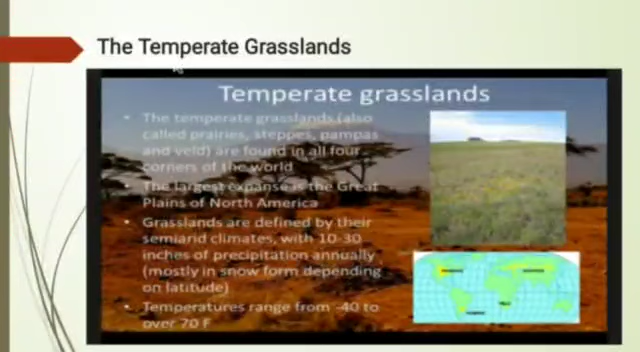 The Temperate Grasslands
Temperate grasslands
• The temperate grasslands (also
called prairies, steppes, pampas
and veld) are found in all four
corners of the world
• The largest expanse is the Great
Plains of North America
• Grasslands are defined by their
semiarid climates, with 10-30
inches of precipitation annually
(mostly in snow form depending
on latitude)
• Temperatures range from -40 to
over 70 F